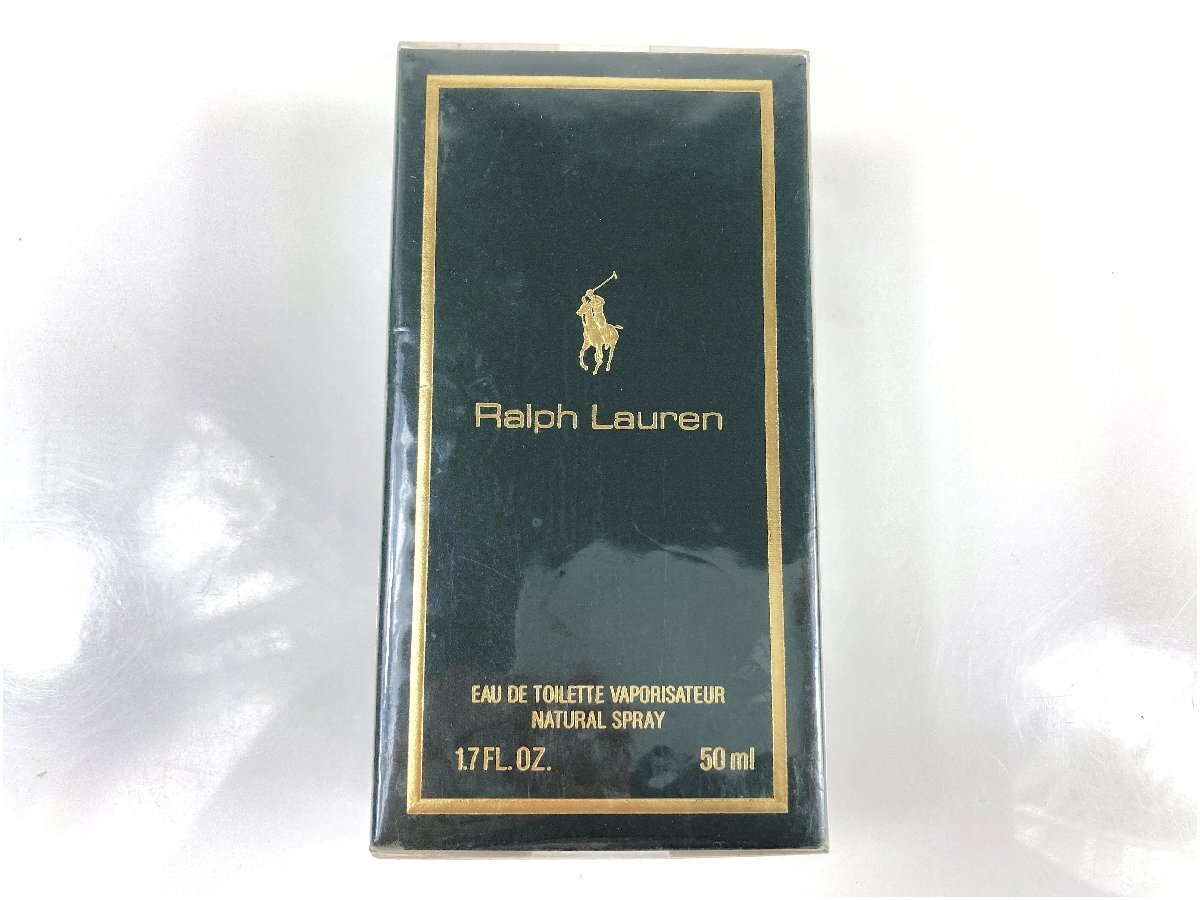 Ralph Lauren
EAU DE TOILETTE VAPORISATEUR
NATURAL SPRAY
1.7 FL. OZ. 50 ml